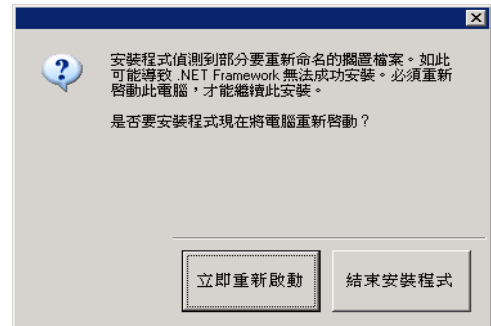 安裝程式偵測到部分要重新命名的擱置檔案。如此
可能導致 .NET Framework 無法成功安裝。必須重新
啓動此電腦，才能繼續此安裝。
是否要安裝程式現在將電腦重新啓動？
立即重新啟動
結束安裝程式